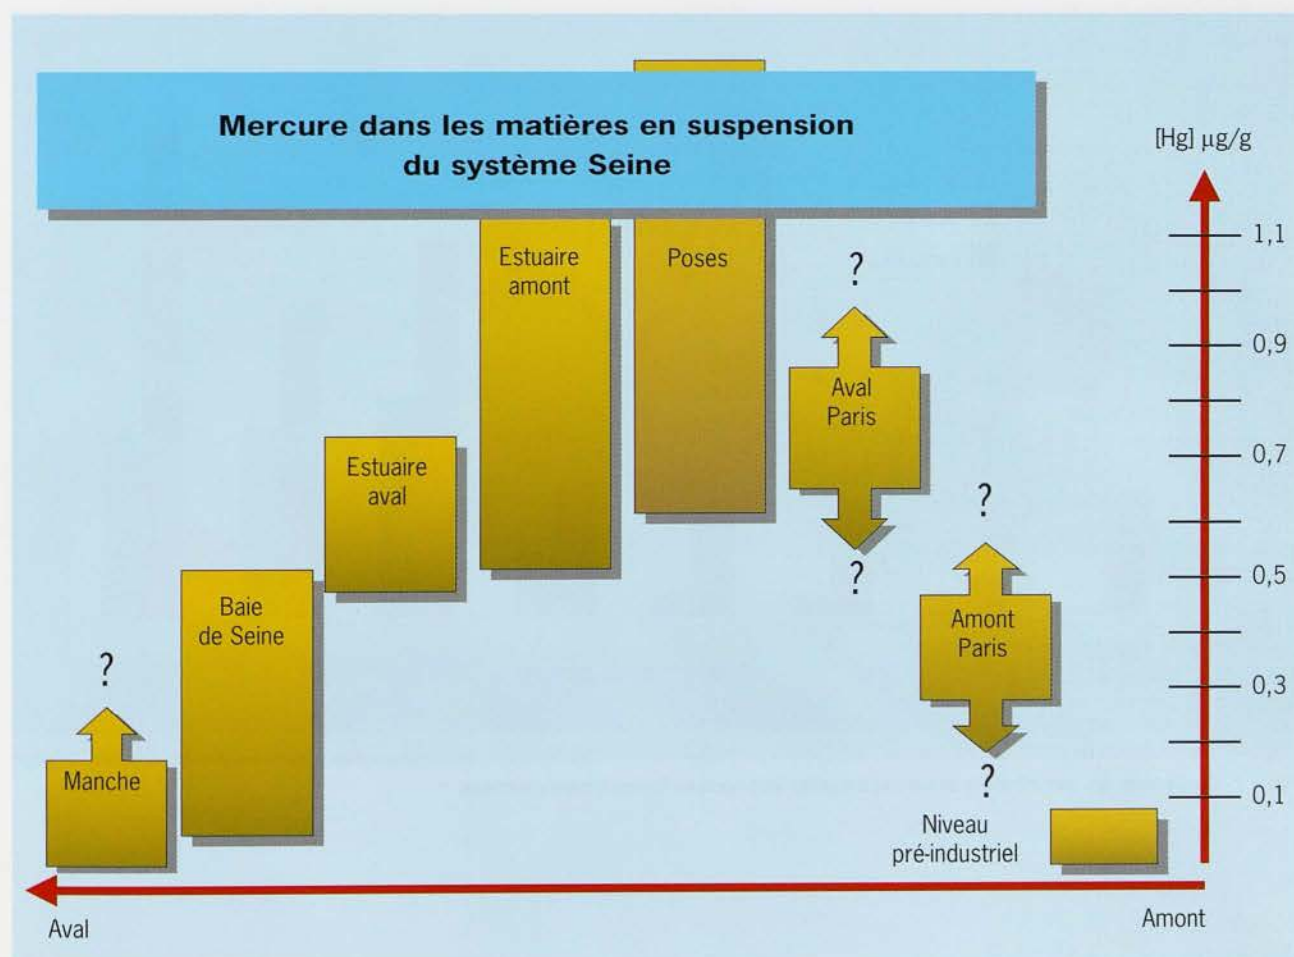 Mercure dans les matières en suspension
du système Seine
[Hg] µg/g
1,1
0,9
0,7
0,5
0,3
0,1
Estuaire
amont
Poses
?
Aval
Paris
?
Estuaire
aval
?
Amont
Paris
?
Baie
de Seine
?
Manche
Niveau
pré-industriel
Aval
Amont